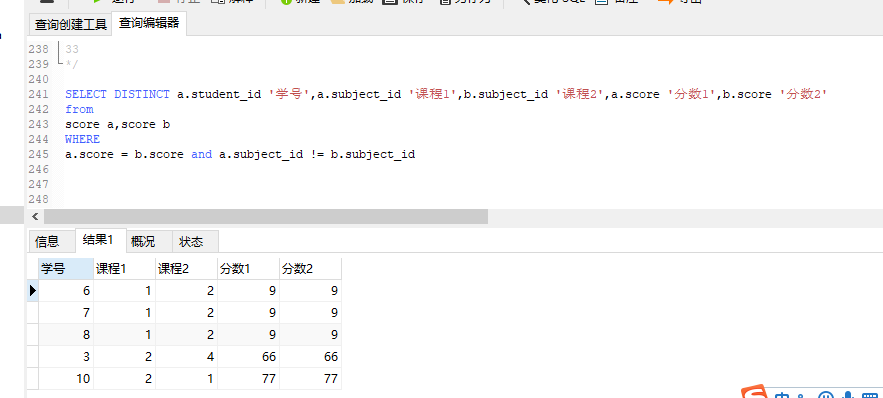 查询创建工具 查询编辑器
238 33
239 */
240
241 SELECT DISTINCT a.student_id '学号',a.subject_id '课程1',b.subject_id '课程2',a.score '分数1',b.score '分数2'
242 from
243 score a,score b
244 WHERE
245 a.score = b.score and a.subject_id != b.subject_id
246
247
248
信息 结果1 概况 状态
学号 课程1 课程2 分数1 分数2
6 1 2 9 9
7 1 2 9 9
8 1 2 9 9
3 2 4 66 66
10 2 1 77 77